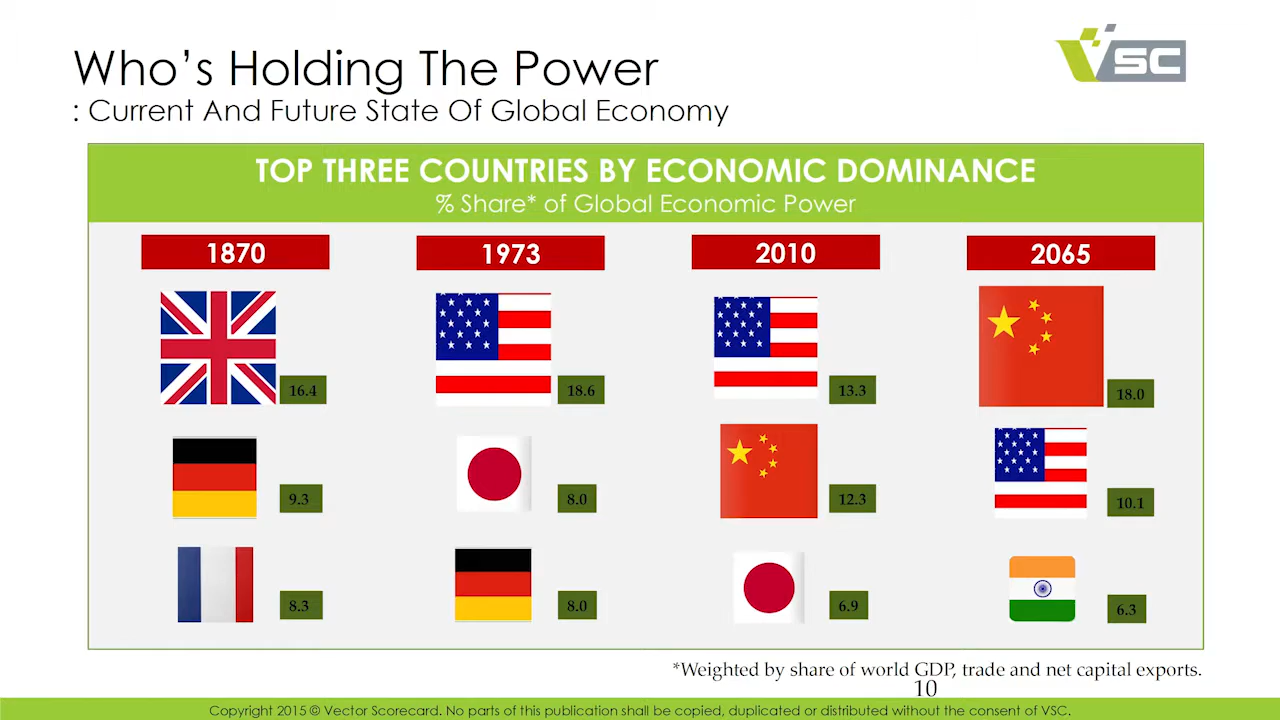 Who's Holding The Power
: Current And Future State Of Global Economy
VSC
TOP THREE COUNTRIES BY ECONOMIC DOMINANCE
% Share* of Global Economic Power
1870
1973
2010
2065
16.4
18.6
13.3
18.0
9.3
8.0
12.3
10.1
8.3
8.0
6.9
6.3
*Weighted by share of world GDP, trade and net capital exports.
10
Copyright 2015 © Vector Scorecard. No parts of this publication shall be copied, duplicated or distributed without the consent of VSC.